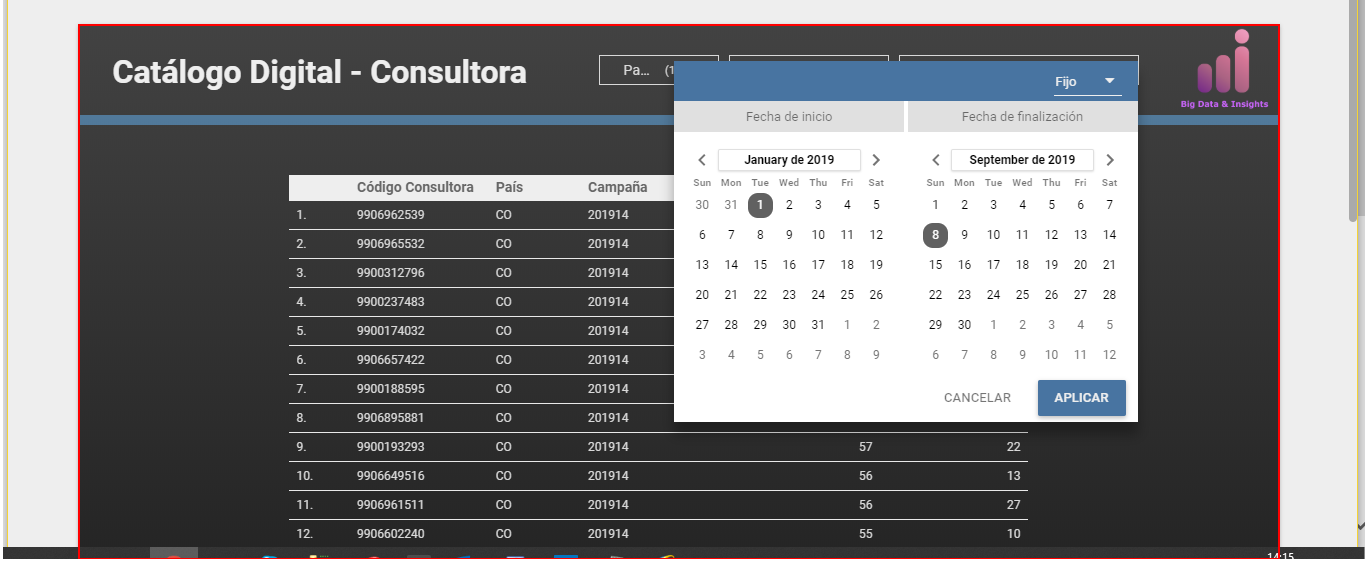 Catálogo Digital - Consultora
Pa... (1
Fijo
Big Data & Insights
Fecha de inicio Fecha de finalización
January de 2019 September de 2019
Sun Mon Tue Wed Thu Fri Sat Sun Mon Tue Wed Thu Fri Sat
30 31 1 2 3 4 5 1 2 3 4 5 6 7
6 7 8 9 10 11 12 8 9 10 11 12 13 14
13 14 15 16 17 18 19 15 16 17 18 19 20 21
20 21 22 23 24 25 26 22 23 24 25 26 27 28
27 28 29 30 31 1 2 29 30 1 2 3 4 5
3 4 5 6 7 8 9 6 7 8 9 10 11 12
CANCELAR APLICAR
Código Consultora País Campaña
1. 9906962539 CO 201914
2. 9906965532 CO 201914
3. 9900312796 CO 201914
4. 9900237483 CO 201914
5. 9900174032 CO 201914
6. 9906657422 CO 201914
7. 9900188595 CO 201914
8. 9906895881 CO 201914
9. 9900193293 CO 201914 57 22
10. 9906649516 CO 201914 56 13
11. 9906961511 CO 201914 56 27
12. 9906602240 CO 201914 55 10
14:15